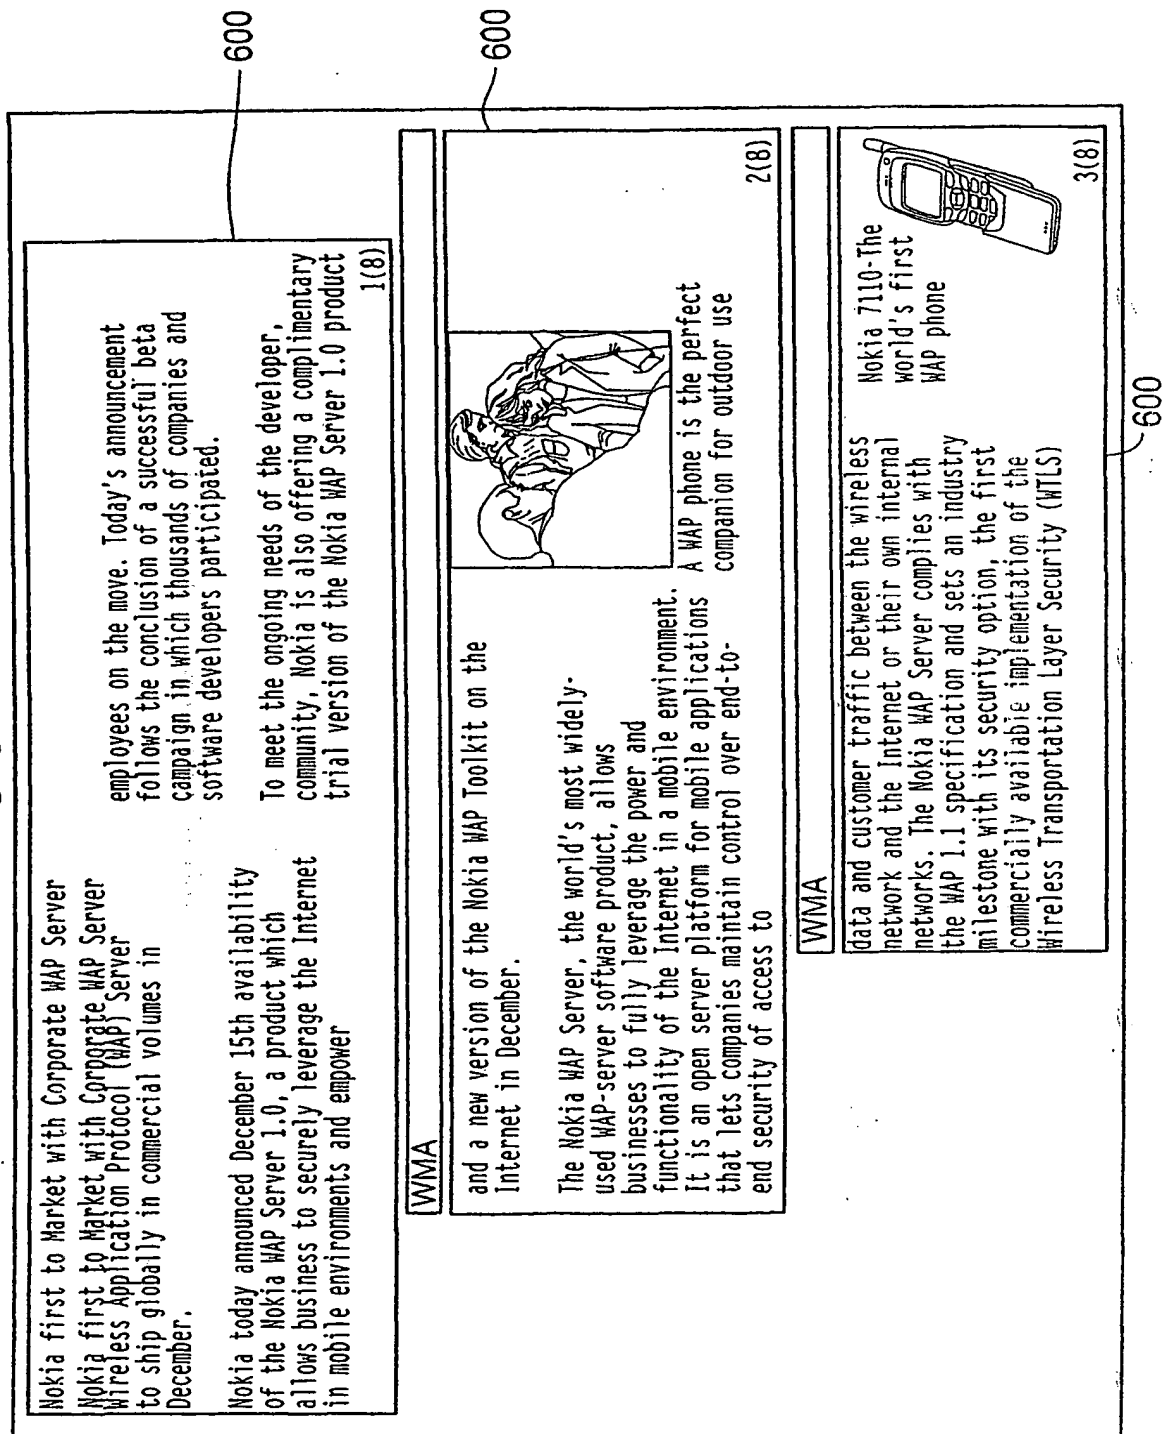 600
Nokia first to Market with Corporate WAP Server
Nokia first to Market with Corporate WAP Server
Wireless Application Protocol (WAP) Server
to ship globally in commercial volumes in
December.
Nokia today announced December 15th availability
of the Nokia WAP Server 1.0, a product which
allows business to securely leverage the Internet
in mobile environments and empower
employees on the move. Today's announcement
follows the conclusion of a successful beta
campaign in which thousands of companies and
software developers participated.
To meet the ongoing needs of the developer,
community, Nokia is also offering a complimentary
trial version of the Nokia WAP Server 1.0 product
1(8)
600
WMA
and a new version of the Nokia WAP Toolkit on the
Internet in December.
The Nokia WAP Server, the world's most widely-
used WAP-server software product, allows
businesses to fully leverage the power and
functionality of the Internet in a mobile environment.
It is an open server platform for mobile applications
that lets companies maintain control over end-to-
end security of access to
A WAP phone is the perfect
companion for outdoor use
2(8)
WMA
data and customer traffic between the wireless
network and the Internet or their own internal
networks. The Nokia WAP Server complies with
the WAP 1.1 specification and sets an industry
milestone with its security option, the first
commercially available implementation of the
Wireless Transportation Layer Security (WTLS)
Nokia 7110-The
world's first
WAP phone
3(8)
600